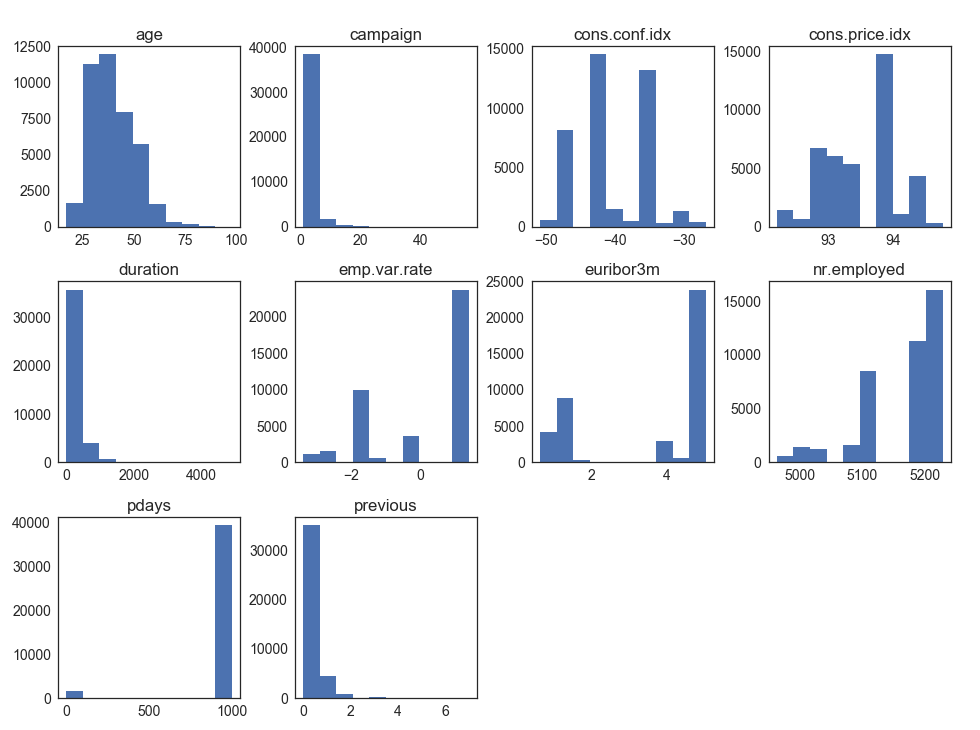 age campaign cons.conf.idx cons.price.idx
12500 10000 7500 5000 2500 0
25 50 75 100
40000 30000 20000 10000 0
0 20 40
15000 10000 5000 0
−50 −40 −30
15000 10000 5000 0
93 94
duration emp.var.rate euribor3m nr.employed
30000 20000 10000 0
0 2000 4000
20000 15000 10000 5000 0
−2 0
25000 20000 15000 10000 5000 0
2 4
15000 10000 5000 0
5000 5100 5200
pdays previous
40000 30000 20000 10000 0
0 500 1000
30000 20000 10000 0
0 2 4 6